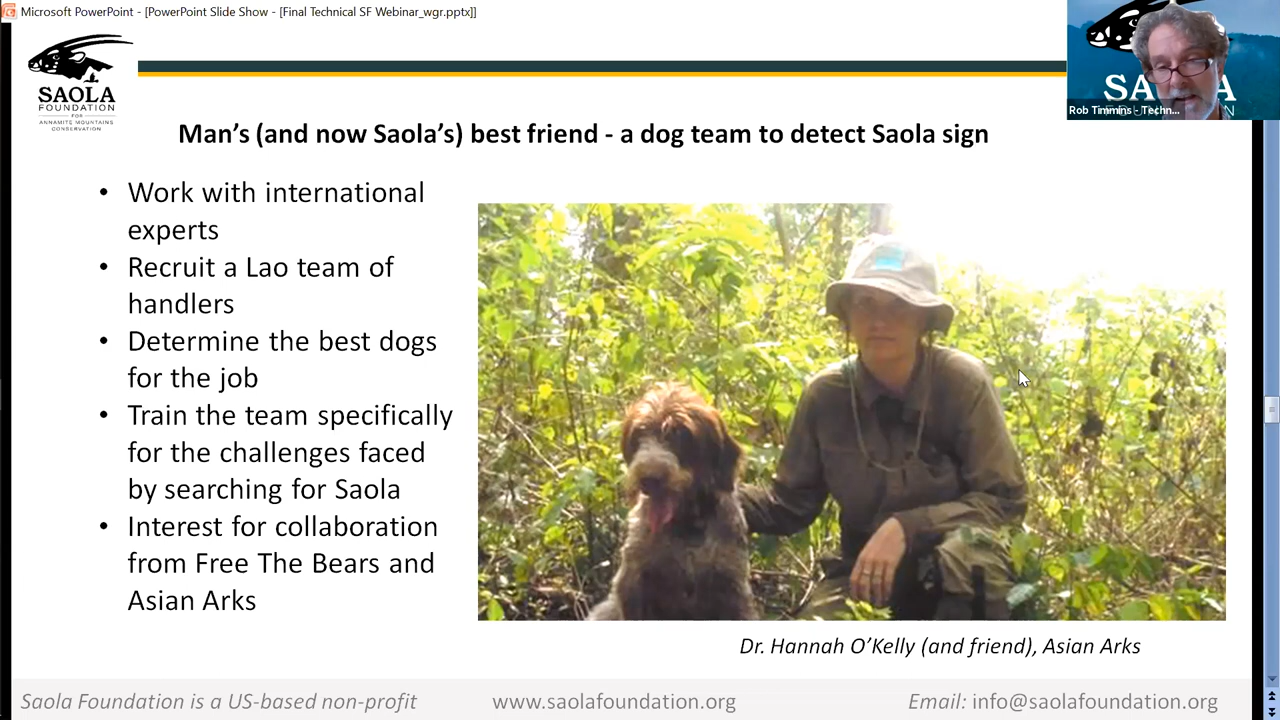 Microsoft PowerPoint - [PowerPoint Slide Show - [Final Technical SF Webinar_wgr.pptx]]
SAOLA
FOUNDATION
FOR
ANNAMITE MOUNTAINS
CONSERVATION
Rob Timmins - Techn...
Man’s (and now Saola’s) best friend - a dog team to detect Saola sign
• Work with international
experts
• Recruit a Lao team of
handlers
• Determine the best dogs
for the job
• Train the team specifically
for the challenges faced
by searching for Saola
• Interest for collaboration
from Free The Bears and
Asian Arks
Dr. Hannah O’Kelly (and friend), Asian Arks
Saola Foundation is a US-based non-profit www.saolafoundation.org Email: info@saolafoundation.org